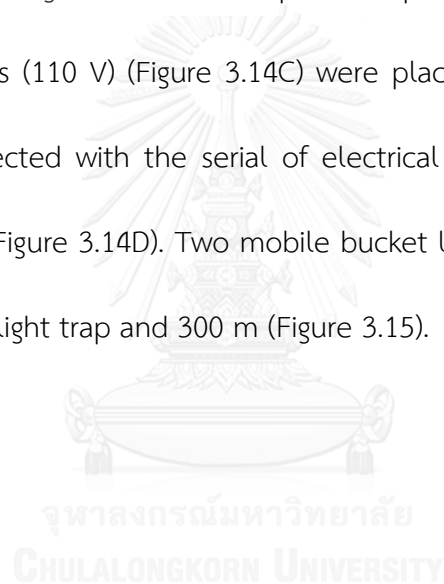 s (110 V) (Figure 3.14C) were plac
ected with the serial of electrical
Figure 3.14D). Two mobile bucket l
light trap and 300 m (Figure 3.15).
จุฬาลงกรณ์มหาวิทยาลัย
CHULALONGKORN UNIVERSITY